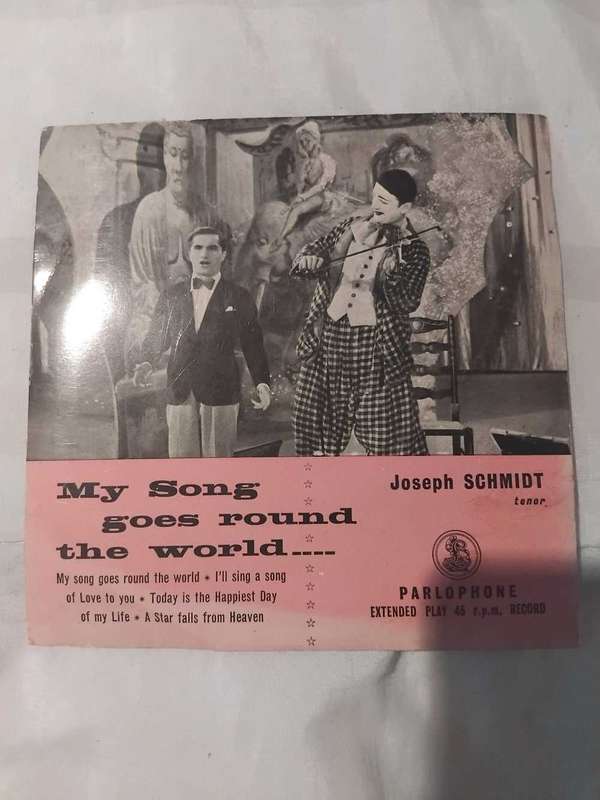 My Song
goes round
the world....
My song goes round the world * I'll sing a song
of Love to you * Today is the Happiest Day
of my Life * A Star falls from Heaven
Joseph SCHMIDT
tenor
PARLOPHONE
EXTENDED PLAY 45 r.p.m. RECORD